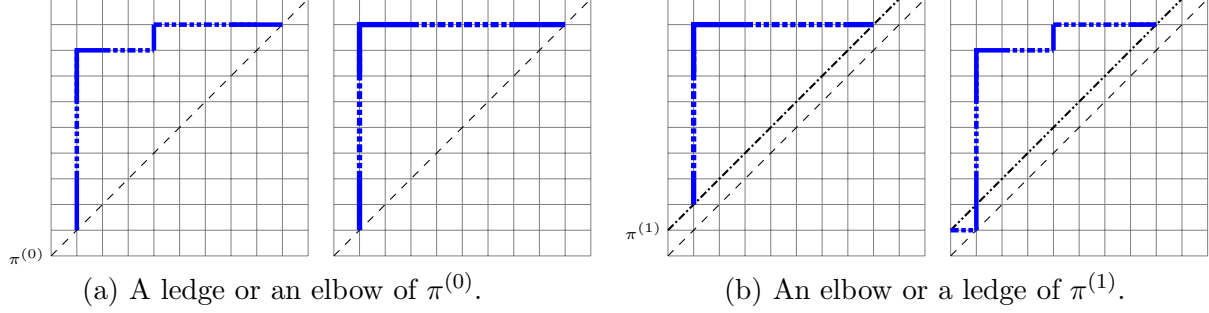 π⁽¹⁾
π⁽⁰⁾
(a) A ledge or an elbow of π⁽⁰⁾.
(b) An elbow or a ledge of π⁽¹⁾.